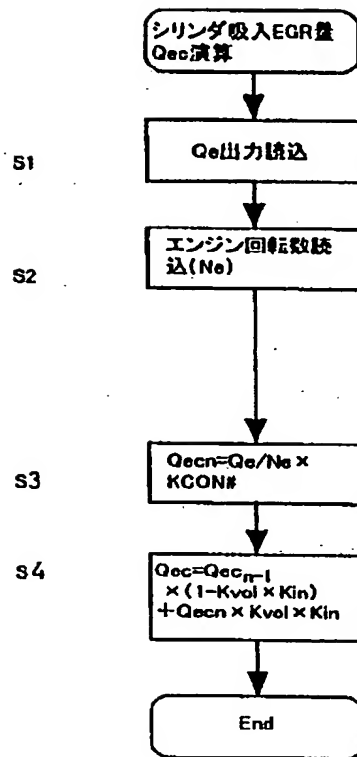 シリンダ吸入EGR量
Qec演算
S1
Qe出力読込
S2
エンジン回転数読
込(Ne)
S3
Qecn=Qe/Ne×
KCON#
S4
Qec=Qecn-1
×(1-Kvol×Kin)
+Qecn×Kvol×Kin
End